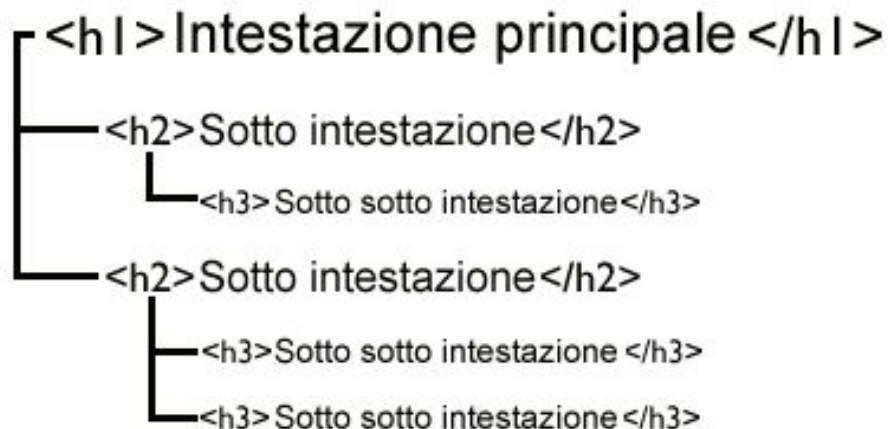 <h1>Intestazione principale</h1>
<h2>Sotto intestazione</h2>
<h3>Sotto sotto intestazione</h3>
<h2>Sotto intestazione</h2>
<h3>Sotto sotto intestazione </h3>
<h3>Sotto sotto intestazione</h3>